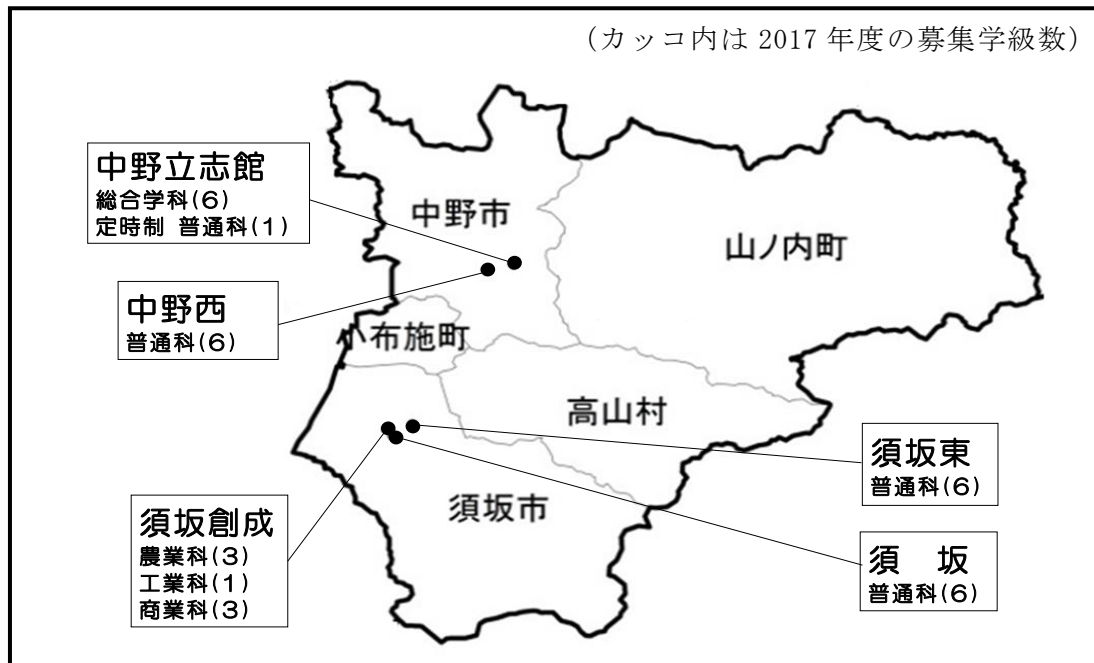 (カッコ内は 2017 年度の募集学級数)
中野立志館
総合学科(6)
定時制 普通科(1)
中野市
山ノ内町
中野西
普通科(6)
小布施町
高山村
須坂東
普通科(6)
須坂市
須坂創成
農業科(3)
工業科(1)
商業科(3)
須 坂
普通科(6)